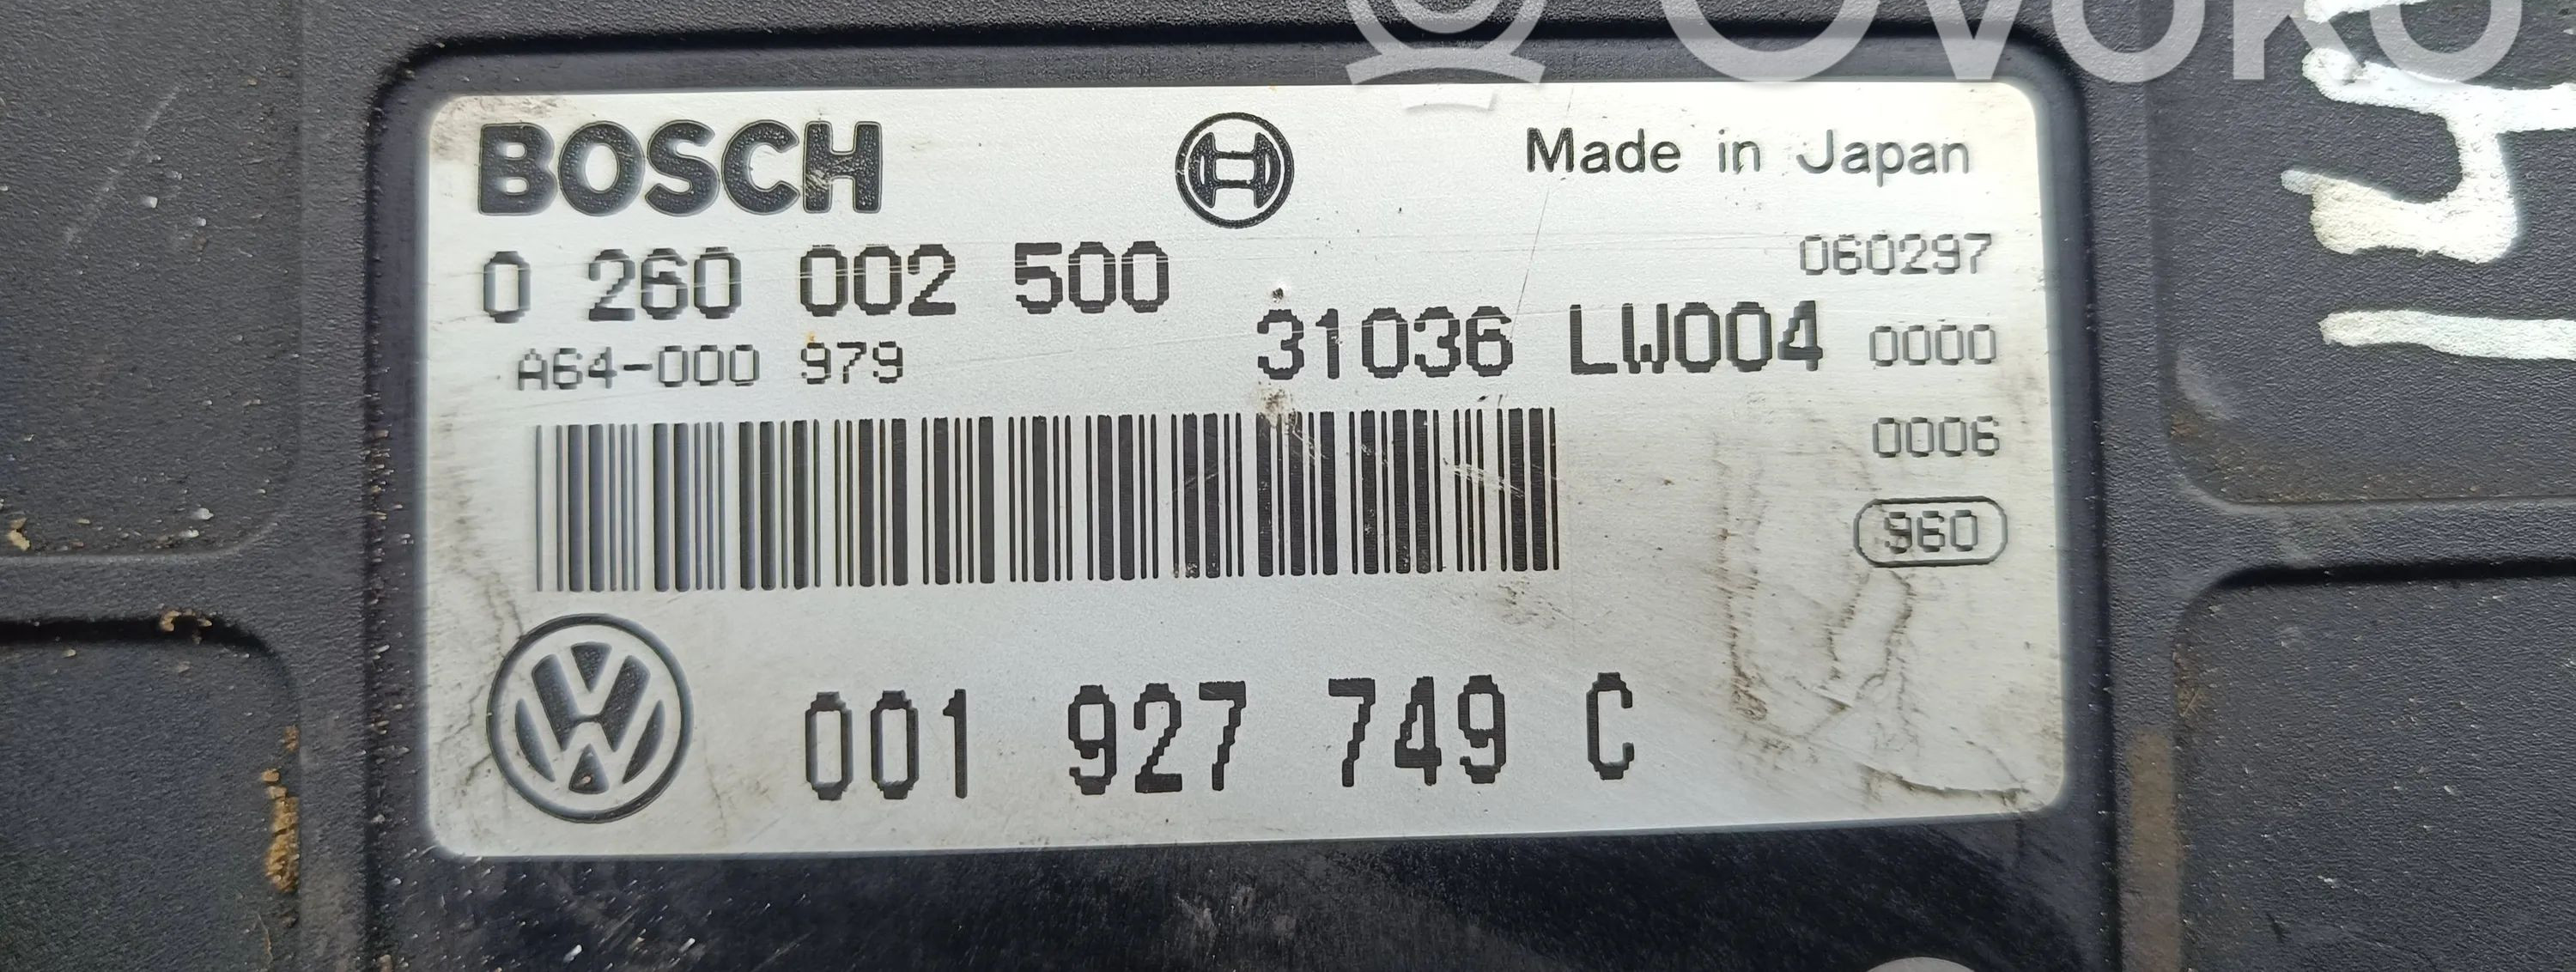 Ovoko
BOSCH
Made in Japan
0 260 002 500
060297
A64-000 979
31036 LW004
0000
0006
960
001 927 749 C